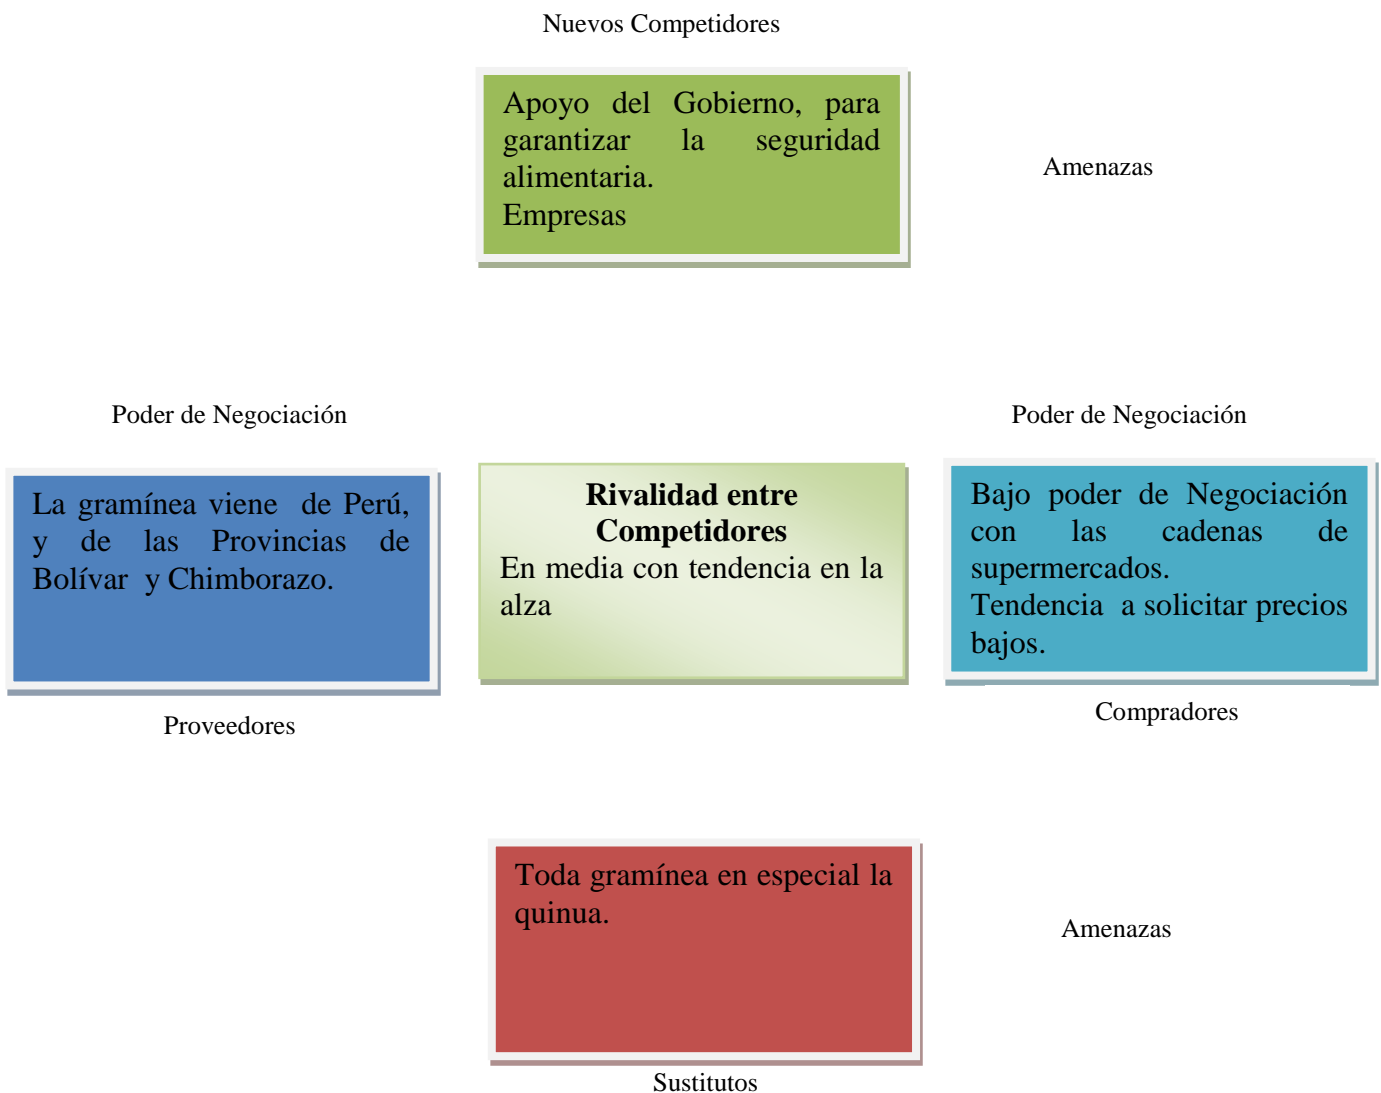 Nuevos Competidores
Apoyo del Gobierno, para
garantizar la seguridad
alimentaria.
Empresas
Amenazas
Poder de Negociación
Poder de Negociación
La gramínea viene de Perú,
y de las Provincias de
Bolívar y Chimborazo.
Rivalidad entre
Competidores
En media con tendencia en la
alza
Bajo poder de Negociación
con las cadenas de
supermercados.
Tendencia a solicitar precios
bajos.
Proveedores
Compradores
Toda gramínea en especial la
quinua.
Amenazas
Sustitutos